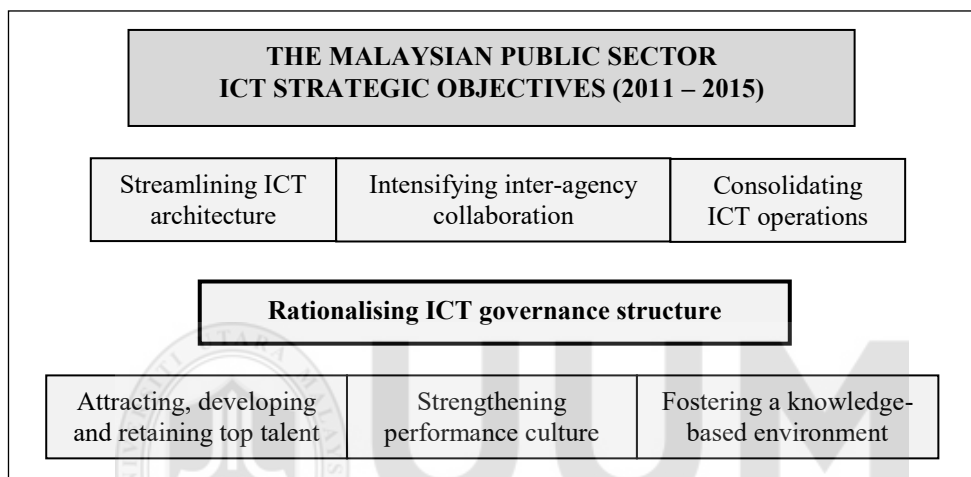 THE MALAYSIAN PUBLIC SECTOR
ICT STRATEGIC OBJECTIVES (2011 – 2015)
Streamlining ICT
architecture
Intensifying inter-agency
collaboration
Consolidating
ICT operations
Rationalising ICT governance structure
Attracting, developing
and retaining top talent
Strengthening
performance culture
Fostering a knowledge-
based environment
UUM